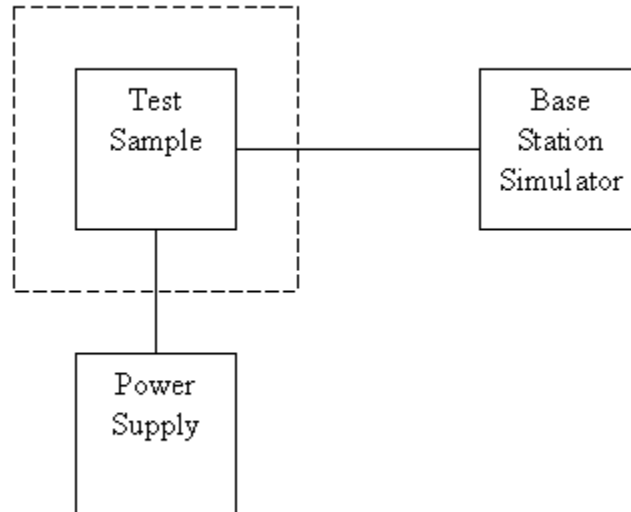 Test
Sample
Base
Station
Simulator
Power
Supply